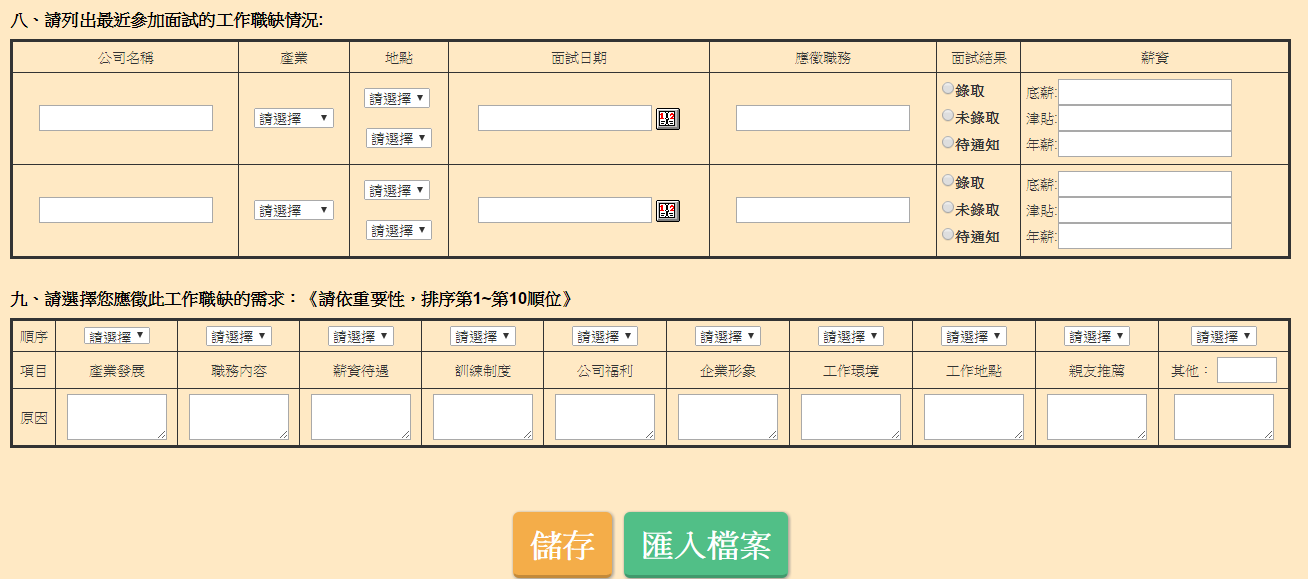 八、請列出最近參加面試的工作職缺情況:
公司名稱 產業 地點 面試日期 應徵職務 面試結果 薪資
請選擇 請選擇 請選擇 錄取 未錄取 待通知 底薪: 津貼: 年薪:
請選擇 請選擇 請選擇 錄取 未錄取 待通知 底薪: 津貼: 年薪:
九、請選擇您應徵此工作職缺的需求：《請依重要性，排序第1~第10順位》
順序 請選擇 請選擇 請選擇 請選擇 請選擇 請選擇 請選擇 請選擇 請選擇 請選擇
項目 產業發展 職務內容 薪資待遇 訓練制度 公司福利 企業形象 工作環境 工作地點 親友推薦 其他：
原因
儲存 匯入檔案